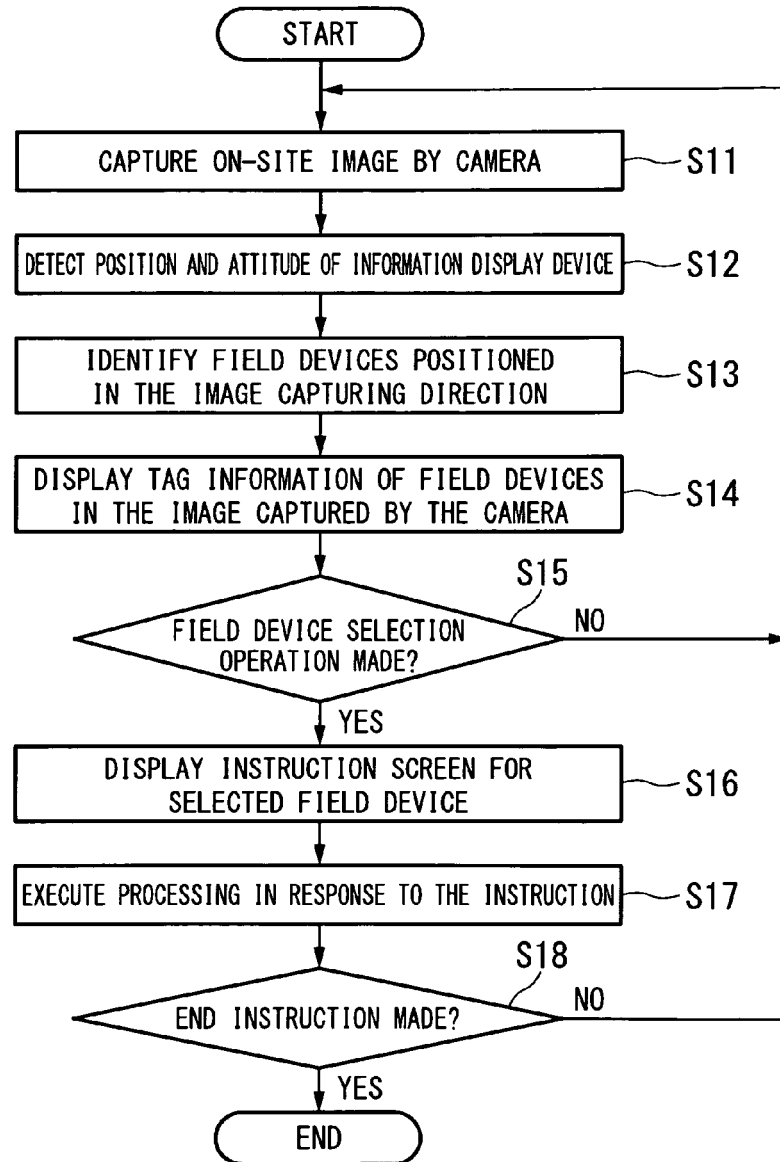 START
CAPTURE ON-SITE IMAGE BY CAMERA
S11
DETECT POSITION AND ATTITUDE OF INFORMATION DISPLAY DEVICE
S12
IDENTIFY FIELD DEVICES POSITIONED
IN THE IMAGE CAPTURING DIRECTION
S13
DISPLAY TAG INFORMATION OF FIELD DEVICES
IN THE IMAGE CAPTURED BY THE CAMERA
S14
S15
FIELD DEVICE SELECTION
OPERATION MADE?
NO
YES
DISPLAY INSTRUCTION SCREEN FOR
SELECTED FIELD DEVICE
S16
EXECUTE PROCESSING IN RESPONSE TO THE INSTRUCTION
S17
S18
END INSTRUCTION MADE?
NO
YES
END